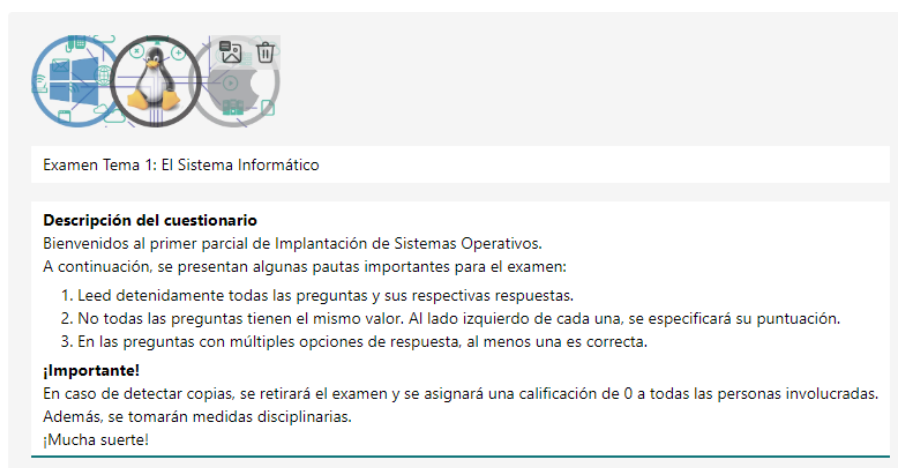 Examen Tema 1: El Sistema Informático
Descripción del cuestionario
Bienvenidos al primer parcial de Implantación de Sistemas Operativos.
A continuación, se presentan algunas pautas importantes para el examen:
1. Leed detenidamente todas las preguntas y sus respectivas respuestas.
2. No todas las preguntas tienen el mismo valor. Al lado izquierdo de cada una, se especificará su puntuación.
3. En las preguntas con múltiples opciones de respuesta, al menos una es correcta.
¡Importante!
En caso de detectar copias, se retirará el examen y se asignará una calificación de 0 a todas las personas involucradas.
Además, se tomarán medidas disciplinarias.
¡Mucha suerte!